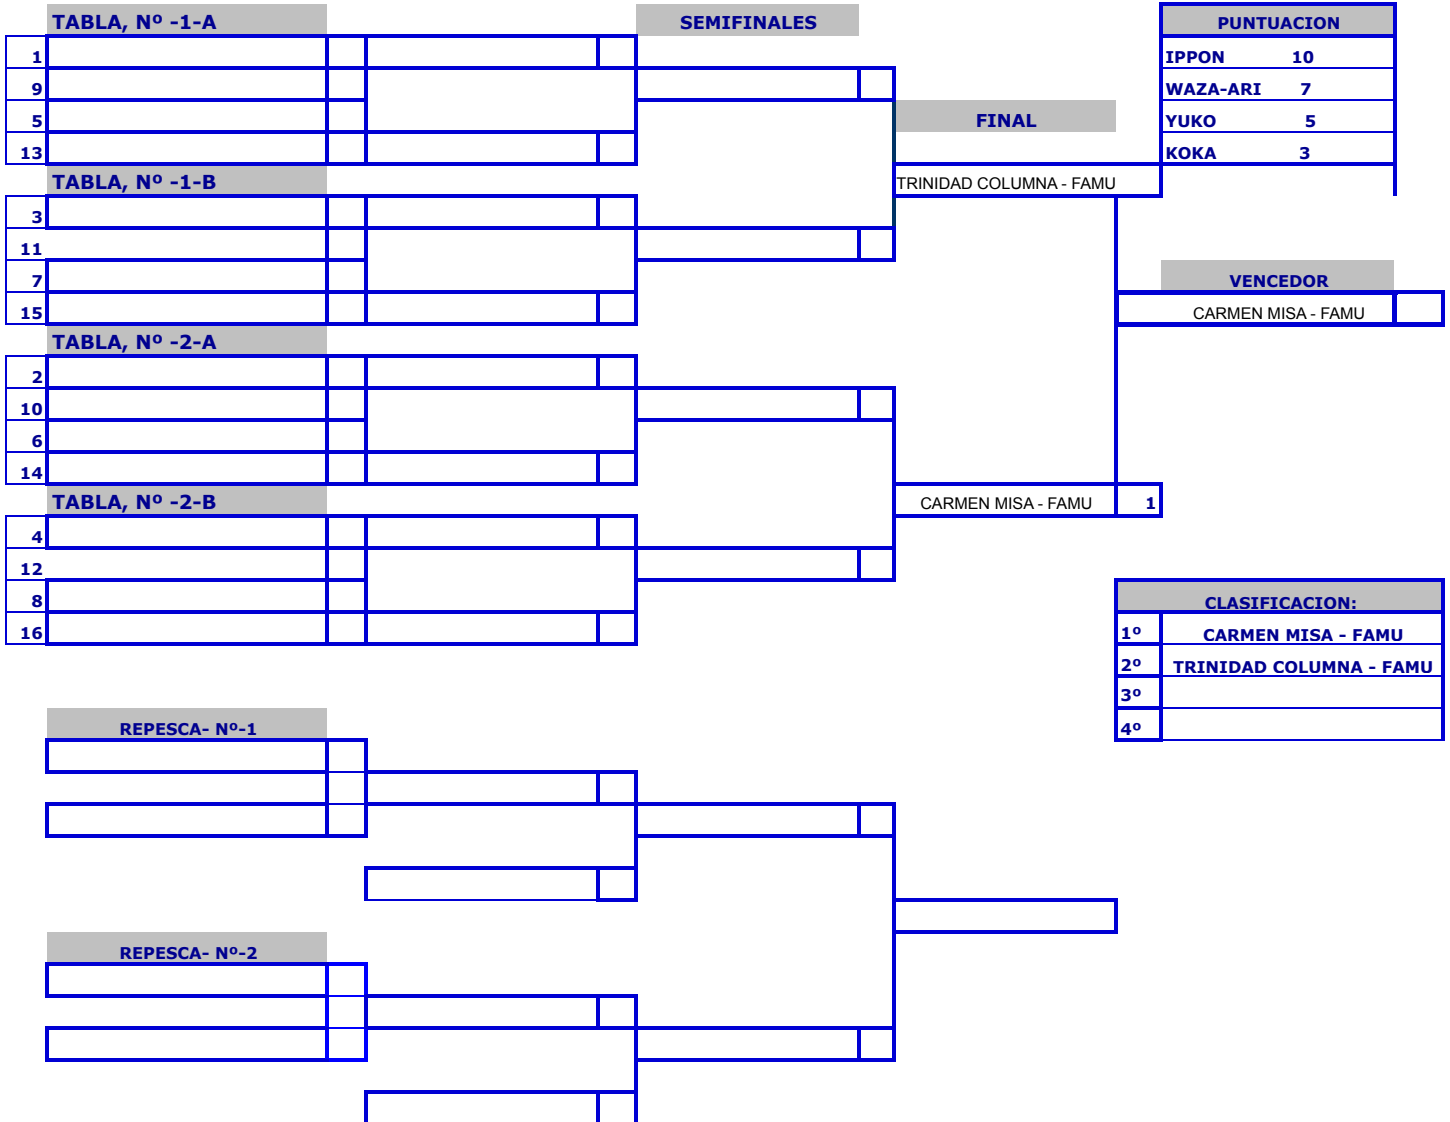 TABLA, Nº -1-A
SEMIFINALES
PUNTUACION
1
IPPON 10
9
WAZA-ARI 7
5
FINAL
YUKO 5
13
KOKA 3
TABLA, Nº -1-B
TRINIDAD COLUMNA - FAMU
3
11
7
VENCEDOR
15
CARMEN MISA - FAMU
TABLA, Nº -2-A
2
10
6
14
TABLA, Nº -2-B
CARMEN MISA - FAMU 1
4
12
8
CLASIFICACION:
16
1º CARMEN MISA - FAMU
2º TRINIDAD COLUMNA - FAMU
3º
REPESCA- Nº-1
4º
REPESCA- Nº-2